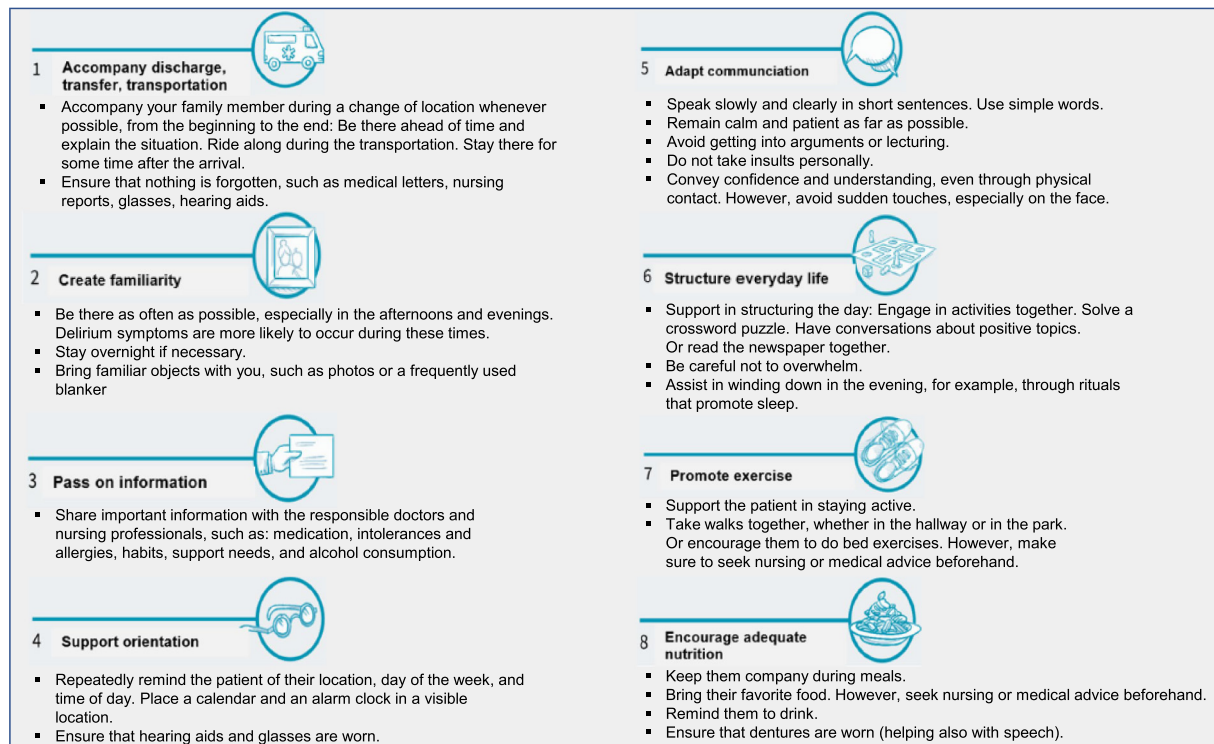 1 Accompany discharge,
transfer, transportation
▪ Accompany your family member during a change of location whenever
possible, from the beginning to the end: Be there ahead of time and
explain the situation. Ride along during the transportation. Stay there for
some time after the arrival.
▪ Ensure that nothing is forgotten, such as medical letters, nursing
reports, glasses, hearing aids.
2 Create familiarity
▪ Be there as often as possible, especially in the afternoons and evenings.
Delirium symptoms are more likely to occur during these times.
▪ Stay overnight if necessary.
▪ Bring familiar objects with you, such as photos or a frequently used
blanker
3 Pass on information
▪ Share important information with the responsible doctors and
nursing professionals, such as: medication, intolerances and
allergies, habits, support needs, and alcohol consumption.
4 Support orientation
▪ Repeatedly remind the patient of their location, day of the week, and
time of day. Place a calendar and an alarm clock in a visible
location.
▪ Ensure that hearing aids and glasses are worn.
5 Adapt communciation
▪ Speak slowly and clearly in short sentences. Use simple words.
▪ Remain calm and patient as far as possible.
▪ Avoid getting into arguments or lecturing.
▪ Do not take insults personally.
▪ Convey confidence and understanding, even through physical
contact. However, avoid sudden touches, especially on the face.
6 Structure everyday life
▪ Support in structuring the day: Engage in activities together. Solve a
crossword puzzle. Have conversations about positive topics.
Or read the newspaper together.
▪ Be careful not to overwhelm.
▪ Assist in winding down in the evening, for example, through rituals
that promote sleep.
7 Promote exercise
▪ Support the patient in staying active.
▪ Take walks together, whether in the hallway or in the park.
Or encourage them to do bed exercises. However, make
sure to seek nursing or medical advice beforehand.
8 Encourage adequate
nutrition
▪ Keep them company during meals.
▪ Bring their favorite food. However, seek nursing or medical advice beforehand.
▪ Remind them to drink.
▪ Ensure that dentures are worn (helping also with speech).